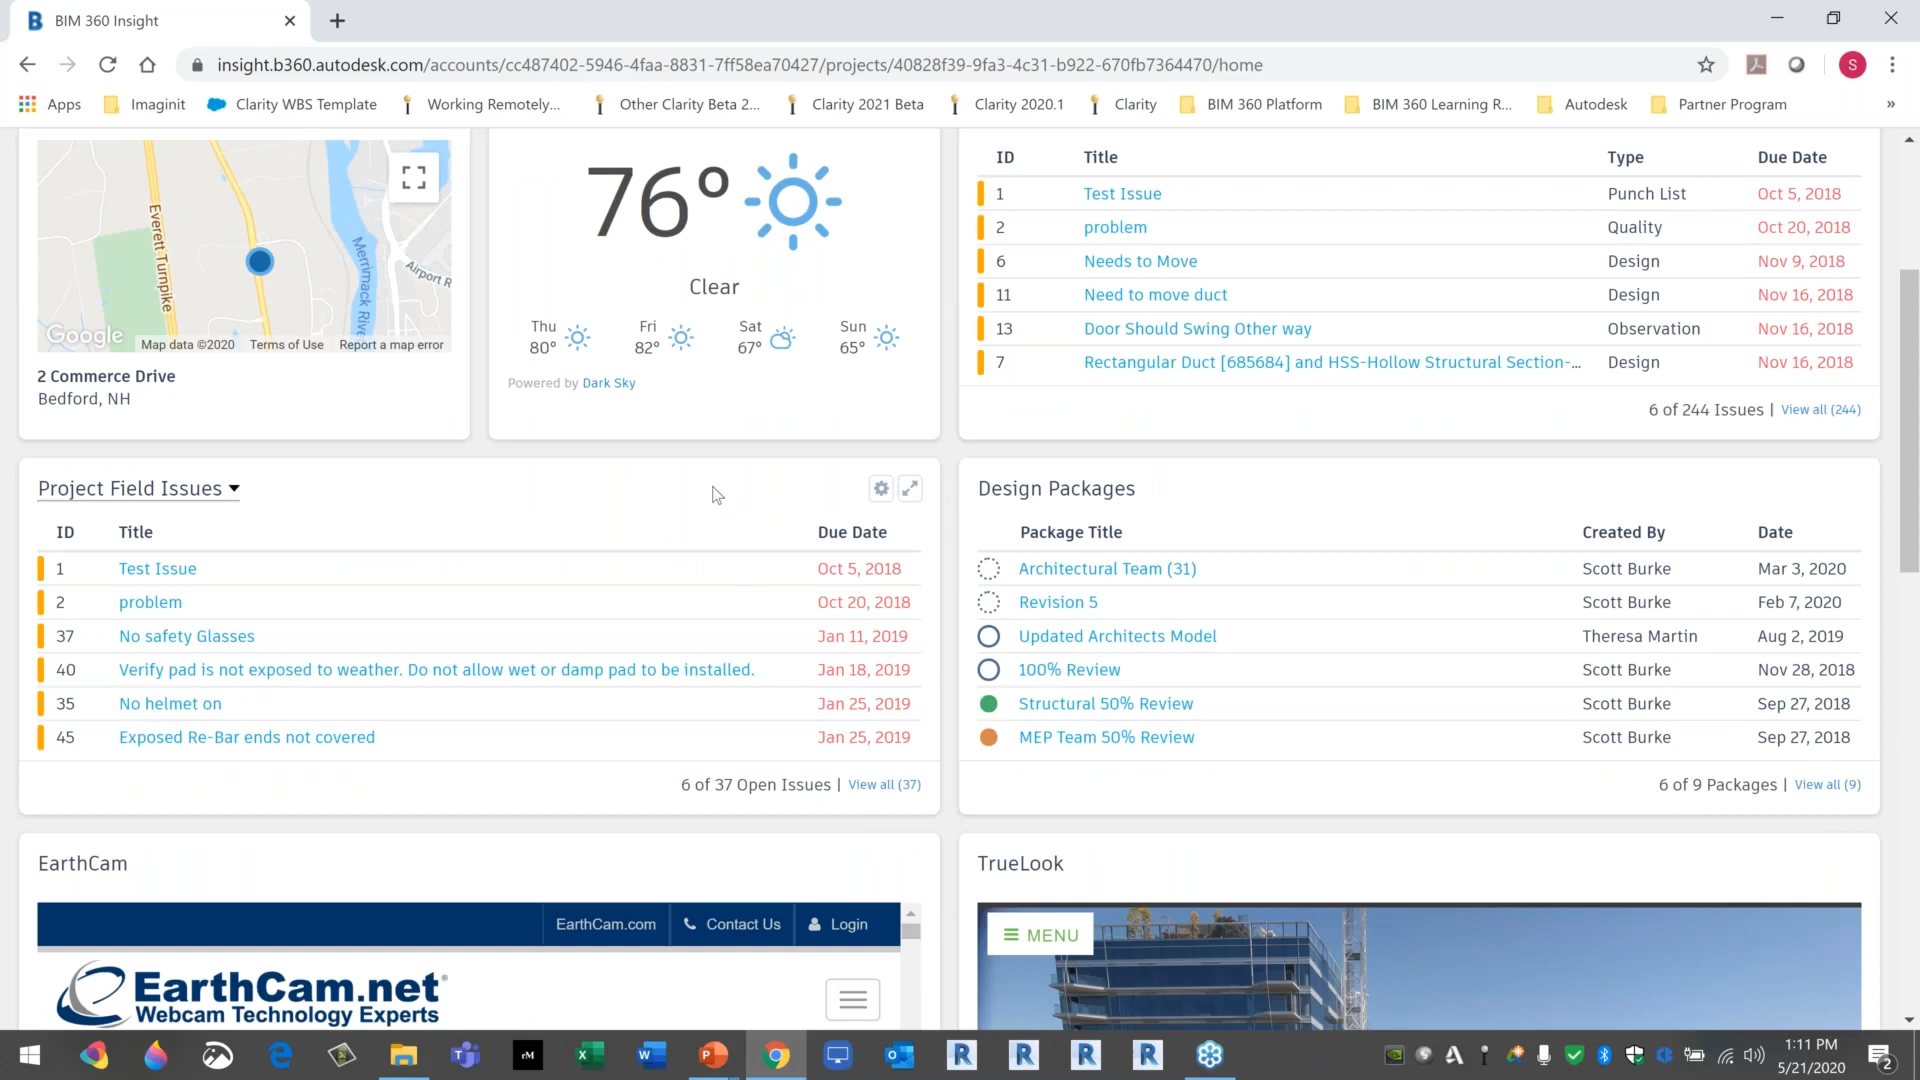 BIM 360 Insight
insight.b360.autodesk.com/accounts/cc487402-5946-4faa-8831-7ff58ea70427/projects/40828f39-9fa3-4c31-b922-670fb7364470/home
S
Apps Imaginit Clarity WBS Template Working Remotely... Other Clarity Beta 2... Clarity 2021 Beta Clarity 2020.1 Clarity BIM 360 Platform BIM 360 Learning R... Autodesk Partner Program »
Everett Turnpike
Merrimack Rive
Airport R
Google
Map data ©2020 Terms of Use Report a map error
2 Commerce Drive
Bedford, NH
76°
Clear
Thu Fri Sat Sun
80° 82° 67° 65°
Powered by Dark Sky
ID Title Type Due Date
1 Test Issue Punch List Oct 5, 2018
2 problem Quality Oct 20, 2018
6 Needs to Move Design Nov 9, 2018
11 Need to move duct Design Nov 16, 2018
13 Door Should Swing Other way Observation Nov 16, 2018
7 Rectangular Duct [685684] and HSS-Hollow Structural Section-... Design Nov 16, 2018
6 of 244 Issues | View all (244)
Project Field Issues
ID Title Due Date
1 Test Issue Oct 5, 2018
2 problem Oct 20, 2018
37 No safety Glasses Jan 11, 2019
40 Verify pad is not exposed to weather. Do not allow wet or damp pad to be installed. Jan 18, 2019
35 No helmet on Jan 25, 2019
45 Exposed Re-Bar ends not covered Jan 25, 2019
6 of 37 Open Issues | View all (37)
Design Packages
Package Title Created By Date
Architectural Team (31) Scott Burke Mar 3, 2020
Revision 5 Scott Burke Feb 7, 2020
Updated Architects Model Theresa Martin Aug 2, 2019
100% Review Scott Burke Nov 28, 2018
Structural 50% Review Scott Burke Sep 27, 2018
MEP Team 50% Review Scott Burke Sep 27, 2018
6 of 9 Packages | View all (9)
EarthCam
EarthCam.com Contact Us Login
EarthCam.net®
Webcam Technology Experts
TrueLook
MENU
1:11 PM
5/21/2020
2